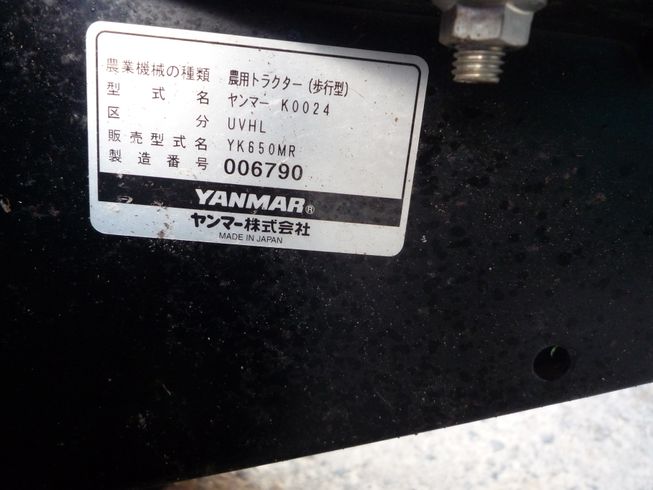 農業機械の種類 農用トラクター(歩行型)
型式名 ヤンマー K0024
区分 UVHL
販売型式名 YK650MR
製造番号 006790
YANMAR®
ヤンマー株式会社
MADE IN JAPAN